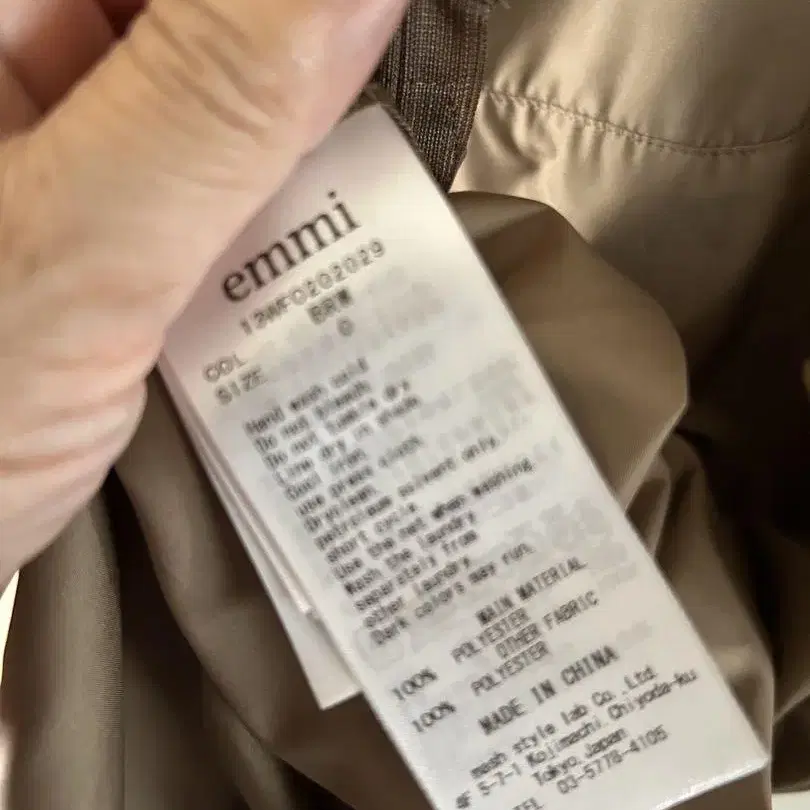 emmi
13WFO202029
COL BRW
SIZE 0
Hand wash cold
Do not bleach
Do not tumble dry
Line dry in shade
Cool iron
use press cloth
Dryclean,
petroleum solvent only,
short cycle
Use the net when washing.
Wash the laundry
separately from
other laundry.
Dark colors may run.
MAIN MATERIAL
100% POLYESTER
OTHER FABRIC
100% POLYESTER
MADE IN CHINA
mash style lab Co.,Ltd.
5-7-1 Kojimachi,Chiyoda-ku
Tokyo,Japan
TEL 03-5778-4105